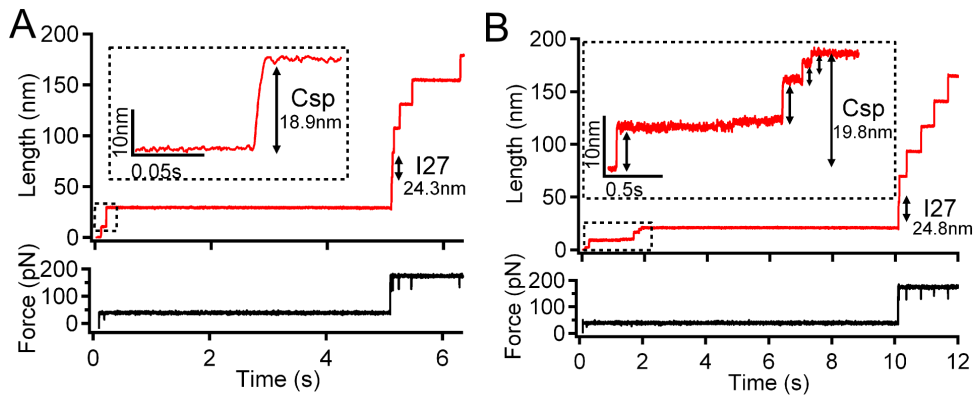 A
200
150
100
50
0
Length (nm)
10nm
0.05s
Csp
18.9nm
I27
24.3nm
200
100
0
Force (pN)
0
2
4
6
Time (s)
B
200
150
100
50
0
Length (nm)
10nm
0.5s
Csp
19.8nm
I27
24.8nm
200
100
0
Force (pN)
0
2
4
6
8
10
12
Time (s)